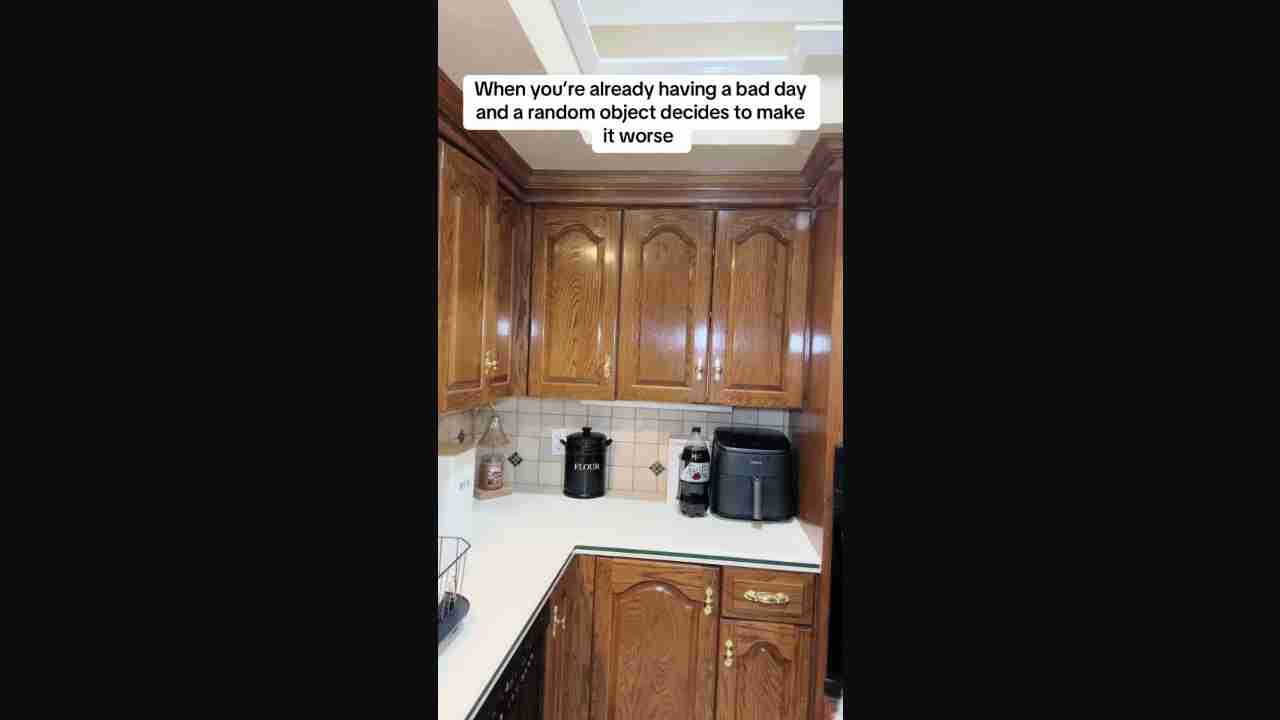 When you're already having a bad day
and a random object decides to make
it worse
FLOUR